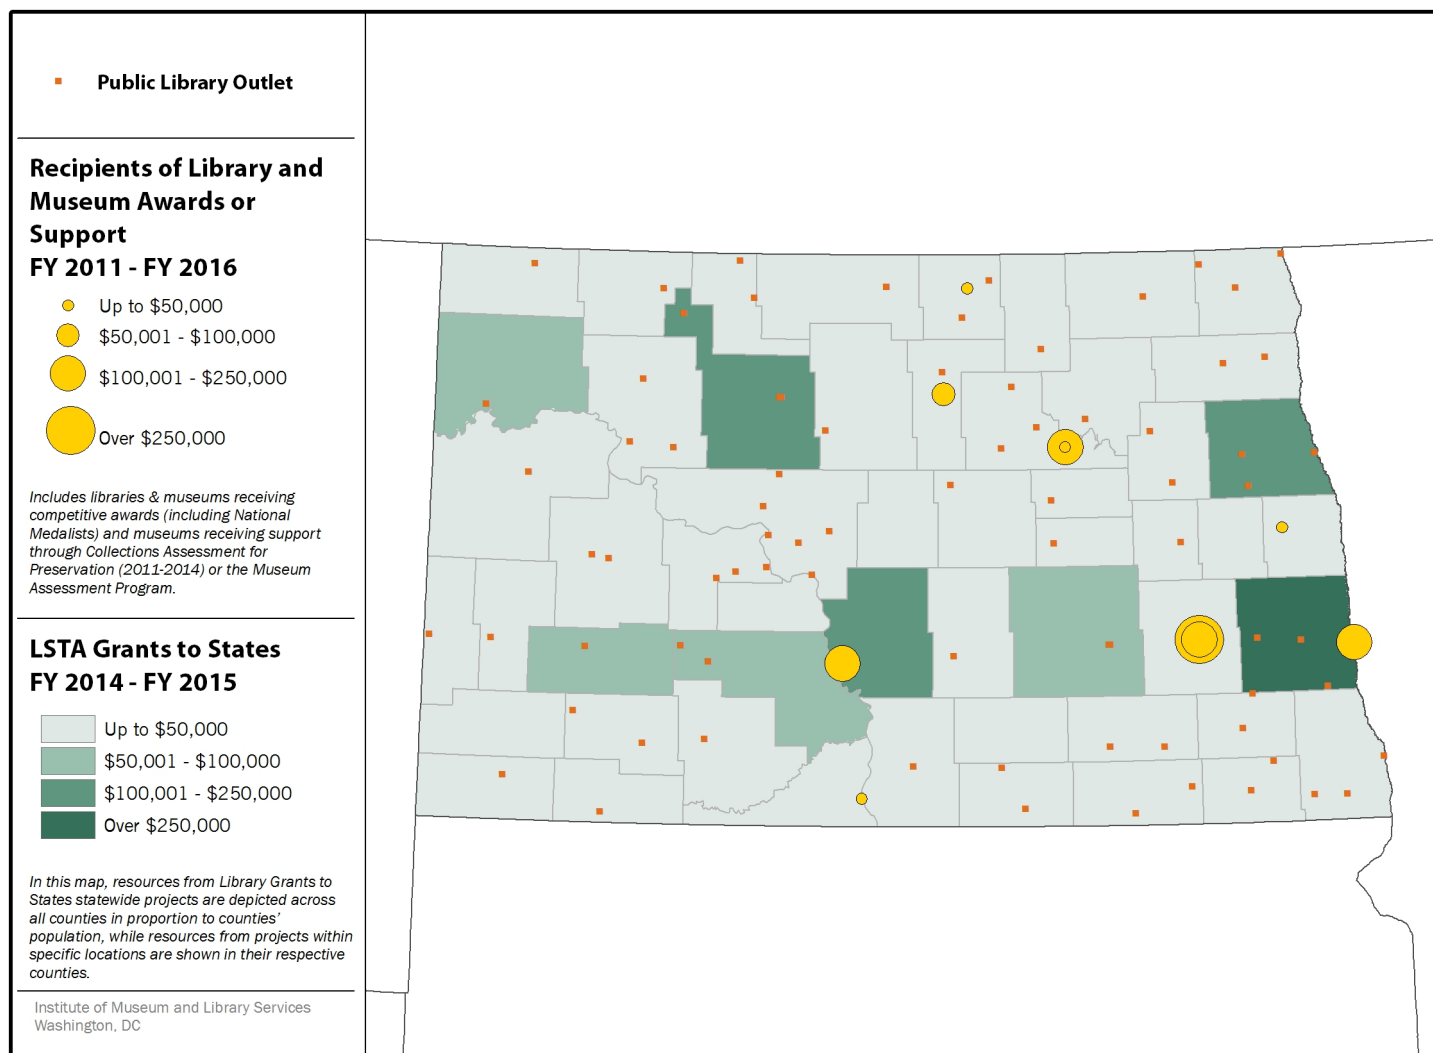 Public Library Outlet
Recipients of Library and
Museum Awards or
Support
FY 2011 - FY 2016
Up to $50,000
$50,001 - $100,000
$100,001 - $250,000
Over $250,000
Includes libraries & museums receiving
competitive awards (including National
Medalists) and museums receiving support
through Collections Assessment for
Preservation (2011-2014) or the Museum
Assessment Program.
LSTA Grants to States
FY 2014 - FY 2015
Up to $50,000
$50,001 - $100,000
$100,001 - $250,000
Over $250,000
In this map, resources from Library Grants to
States statewide projects are depicted across
all counties in proportion to counties’
population, while resources from projects within
specific locations are shown in their respective
counties.
Institute of Museum and Library Services
Washington, DC